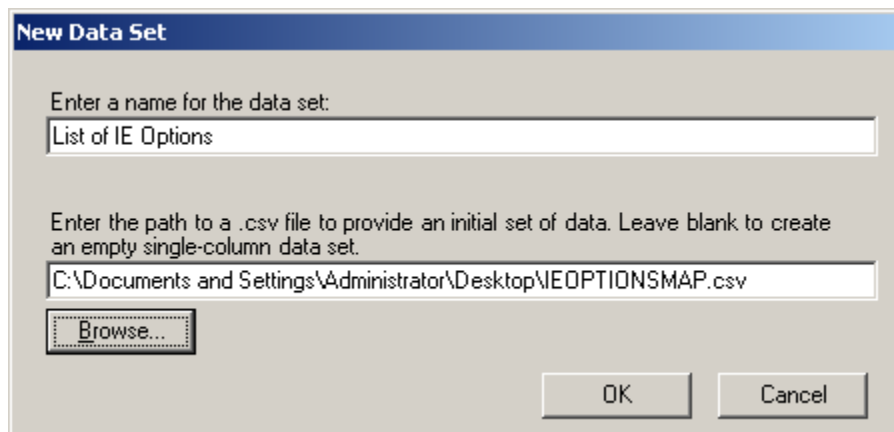 New Data Set
Enter a name for the data set:
List of IE Options
Enter the path to a .csv file to provide an initial set of data. Leave blank to create
an empty single-column data set.
C:\Documents and Settings\Administrator\Desktop\IEOPTIONSMAP.csv
Browse...
OK Cancel